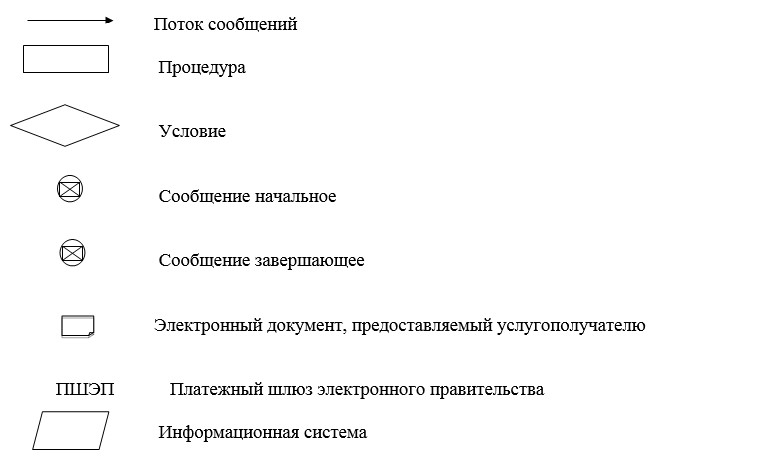 Поток сообщений
Процедура
Условие
Сообщение начальное
Сообщение завершающее
Электронный документ, предоставляемый услугополучателю
ПШЭП Платежный шлюз электронного правительства
Информационная система